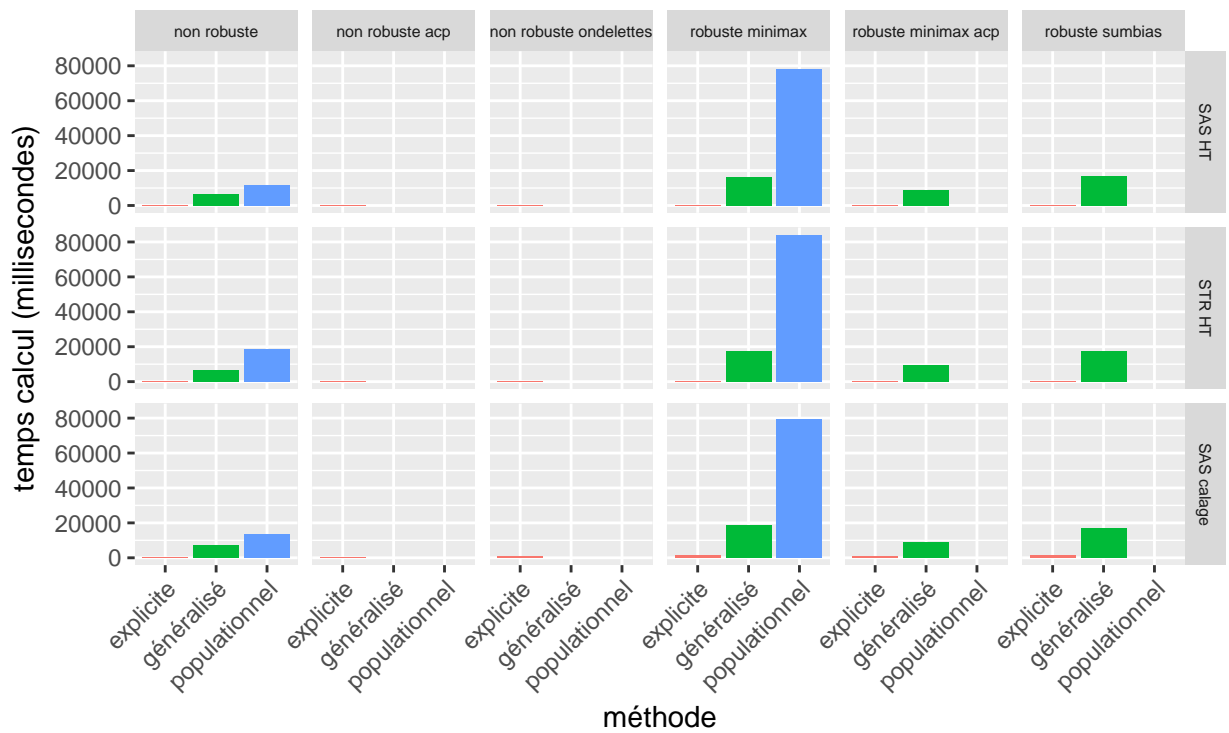 non robuste
non robuste acp
non robuste ondelettes
robuste minimax
robuste minimax acp
robuste sumbias
temps calcul (millisecondes)
80000
60000
40000
20000
0
SAS HT
80000
60000
40000
20000
0
STR HT
80000
60000
40000
20000
0
SAS calage
explicite
généralisé
populationnel
explicite
généralisé
populationnel
explicite
généralisé
populationnel
explicite
généralisé
populationnel
explicite
généralisé
populationnel
explicite
généralisé
populationnel
méthode